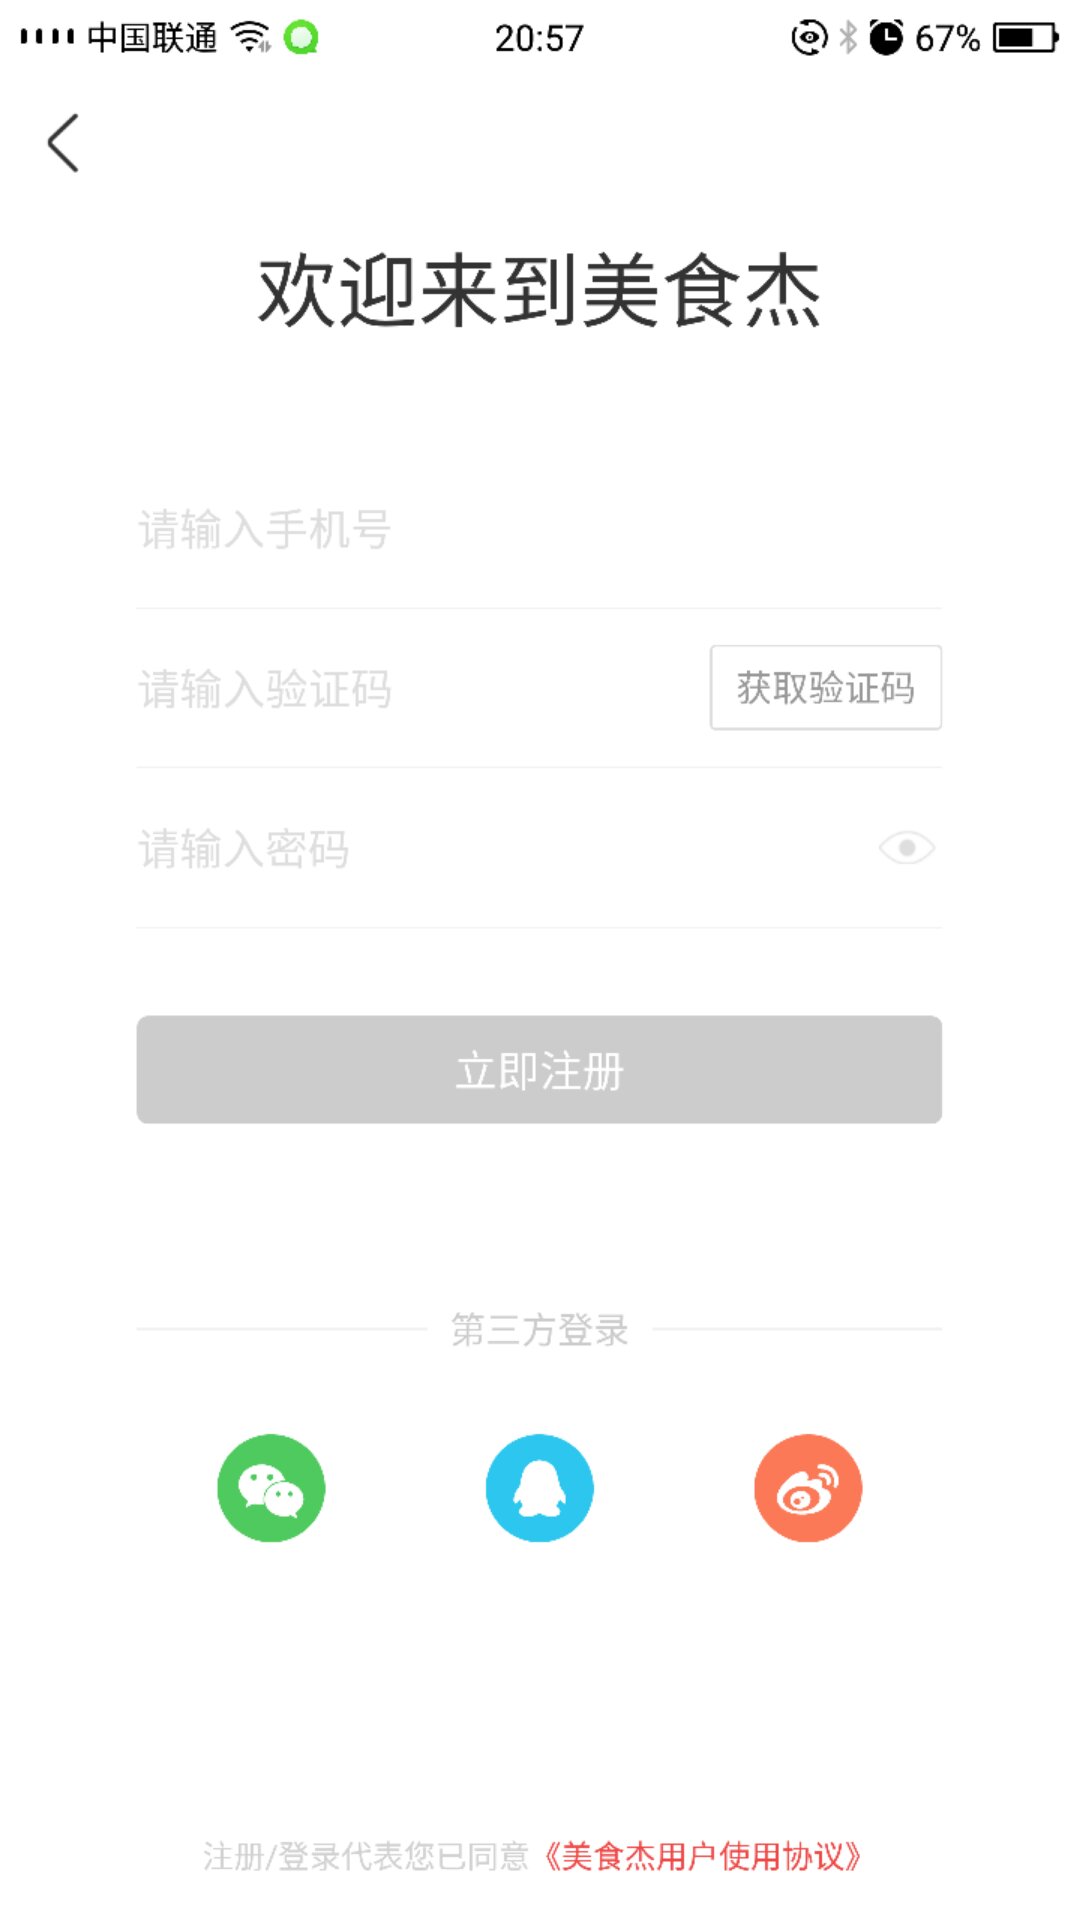 中国联通 20:57 67%
欢迎来到美食杰
请输入手机号
请输入验证码 获取验证码
请输入密码
立即注册
第三方登录
注册/登录代表您已同意《美食杰用户使用协议》